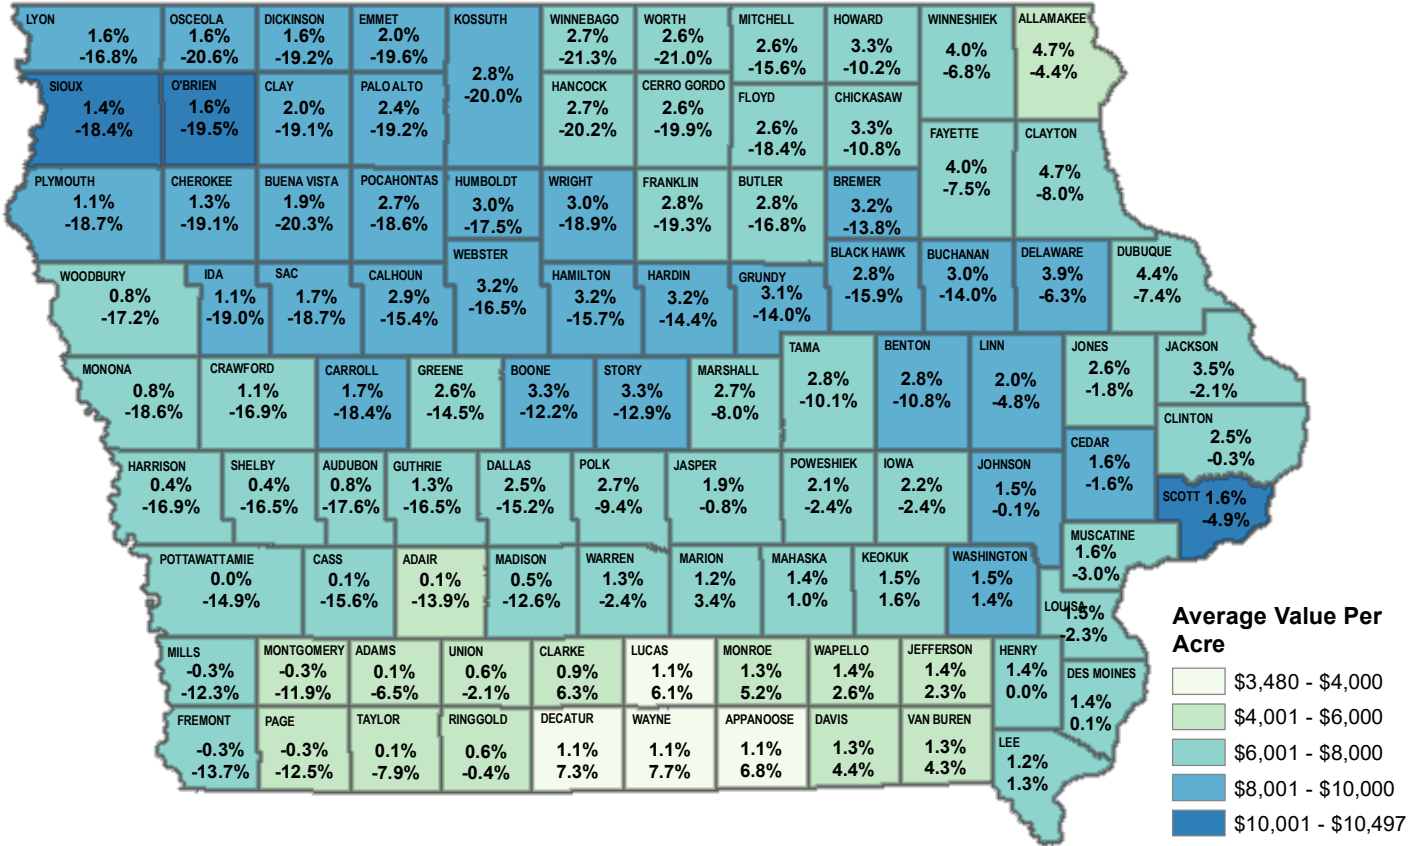 LYON
1.6%
-16.8%
OSCEOLA
1.6%
-20.6%
DICKINSON
1.6%
-19.2%
EMMET
2.0%
-19.6%
KOSSUTH
2.8%
-20.0%
WINNEBAGO
2.7%
-21.3%
WORTH
2.6%
-21.0%
MITCHELL
2.6%
-15.6%
HOWARD
3.3%
-10.2%
WINNESHIEK
4.0%
-6.8%
ALLAMAKEE
4.7%
-4.4%
SIOUX
1.4%
-18.4%
O'BRIEN
1.6%
-19.5%
CLAY
2.0%
-19.1%
PALO ALTO
2.4%
-19.2%
HANCOCK
2.7%
-20.2%
CERRO GORDO
2.6%
-19.9%
FLOYD
2.6%
-18.4%
CHICKASAW
3.3%
-10.8%
FAYETTE
4.0%
-7.5%
CLAYTON
4.7%
-8.0%
PLYMOUTH
1.1%
-18.7%
CHEROKEE
1.3%
-19.1%
BUENA VISTA
1.9%
-20.3%
POCAHONTAS
2.7%
-18.6%
HUMBOLDT
3.0%
-17.5%
WRIGHT
3.0%
-18.9%
FRANKLIN
2.8%
-19.3%
BUTLER
2.8%
-16.8%
BREMER
3.2%
-13.8%
WOODBURY
0.8%
-17.2%
IDA
1.1%
-19.0%
SAC
1.7%
-18.7%
CALHOUN
2.9%
-15.4%
WEBSTER
3.2%
-16.5%
HAMILTON
3.2%
-15.7%
HARDIN
3.2%
-14.4%
GRUNDY
3.1%
-14.0%
BLACK HAWK
2.8%
-15.9%
BUCHANAN
3.0%
-14.0%
DELAWARE
3.9%
-6.3%
DUBUQUE
4.4%
-7.4%
MONONA
0.8%
-18.6%
CRAWFORD
1.1%
-16.9%
CARROLL
1.7%
-18.4%
GREENE
2.6%
-14.5%
BOONE
3.3%
-12.2%
STORY
3.3%
-12.9%
MARSHALL
2.7%
-8.0%
TAMA
2.8%
-10.1%
BENTON
2.8%
-10.8%
LINN
2.0%
-4.8%
JONES
2.6%
-1.8%
JACKSON
3.5%
-2.1%
CLINTON
2.5%
-0.3%
HARRISON
0.4%
-16.9%
SHELBY
0.4%
-16.5%
AUDUBON
0.8%
-17.6%
GUTHRIE
1.3%
-16.5%
DALLAS
2.5%
-15.2%
POLK
2.7%
-9.4%
JASPER
1.9%
-0.8%
POWESHIEK
2.1%
-2.4%
IOWA
2.2%
-2.4%
JOHNSON
1.5%
-0.1%
CEDAR
1.6%
-1.6%
SCOTT 1.6%
-4.9%
POTTAWATTAMIE
0.0%
-14.9%
CASS
0.1%
-15.6%
ADAIR
0.1%
-13.9%
MADISON
0.5%
-12.6%
WARREN
1.3%
-2.4%
MARION
1.2%
3.4%
MAHASKA
1.4%
1.0%
KEOKUK
1.5%
1.6%
WASHINGTON
1.5%
1.4%
MUSCATINE
1.6%
-3.0%
LOUISA
1.5%
-2.3%
MILLS
-0.3%
-12.3%
MONTGOMERY
-0.3%
-11.9%
ADAMS
0.1%
-6.5%
UNION
0.6%
-2.1%
CLARKE
0.9%
6.3%
LUCAS
1.1%
6.1%
MONROE
1.3%
5.2%
WAPELLO
1.4%
2.6%
JEFFERSON
1.4%
2.3%
HENRY
1.4%
0.0%
DES MOINES
1.4%
0.1%
FREMONT
-0.3%
-13.7%
PAGE
-0.3%
-12.5%
TAYLOR
0.1%
-7.9%
RINGGOLD
0.6%
-0.4%
DECATUR
1.1%
7.3%
WAYNE
1.1%
7.7%
APPANOOSE
1.1%
6.8%
DAVIS
1.3%
4.4%
VAN BUREN
1.3%
4.3%
LEE
1.2%
1.3%
Average Value Per
Acre
$3,480 - $4,000
$4,001 - $6,000
$6,001 - $8,000
$8,001 - $10,000
$10,001 - $10,497